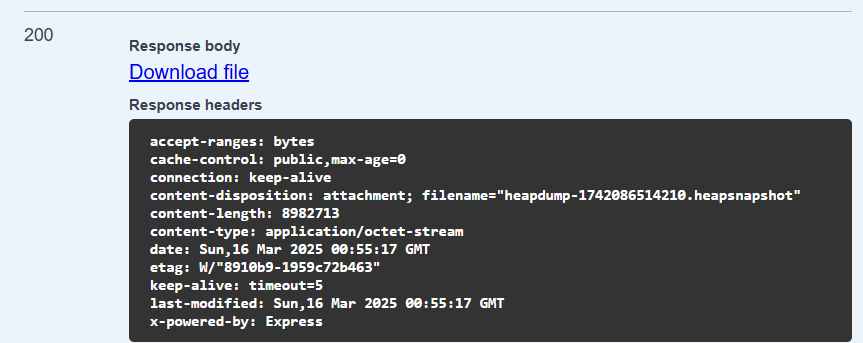 200
Response body
Download file
Response headers
accept-ranges: bytes
cache-control: public,max-age=0
connection: keep-alive
content-disposition: attachment; filename="heapdump-1742086514210.heapsnapshot"
content-length: 8982713
content-type: application/octet-stream
date: Sun,16 Mar 2025 00:55:17 GMT
etag: W/"8910b9-1959c72b463"
keep-alive: timeout=5
last-modified: Sun,16 Mar 2025 00:55:17 GMT
x-powered-by: Express